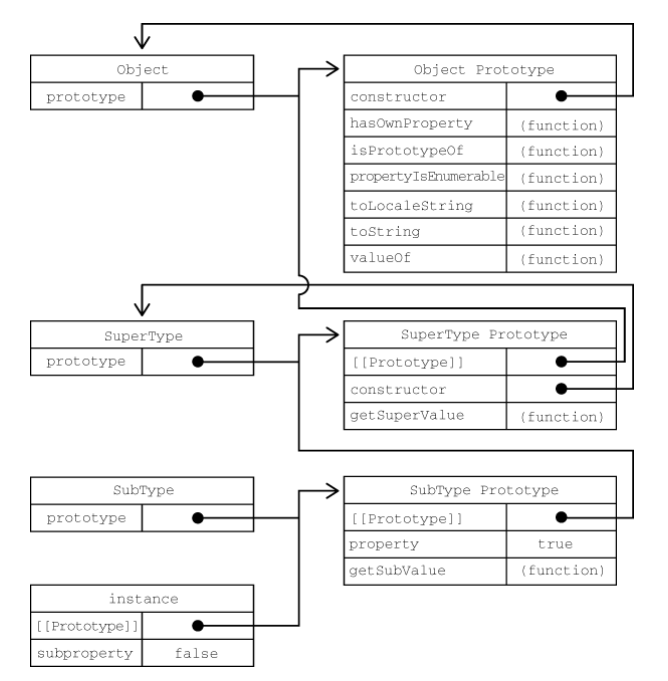 Object
prototype
Object Prototype
constructor
hasOwnProperty (function)
isPrototypeOf (function)
propertyIsEnumerable (function)
toLocaleString (function)
toString (function)
valueOf (function)
SuperType
prototype
SuperType Prototype
[[Prototype]]
constructor
getSuperValue (function)
SubType
prototype
SubType Prototype
[[Prototype]]
property true
getSubValue (function)
instance
[[Prototype]]
subproperty false